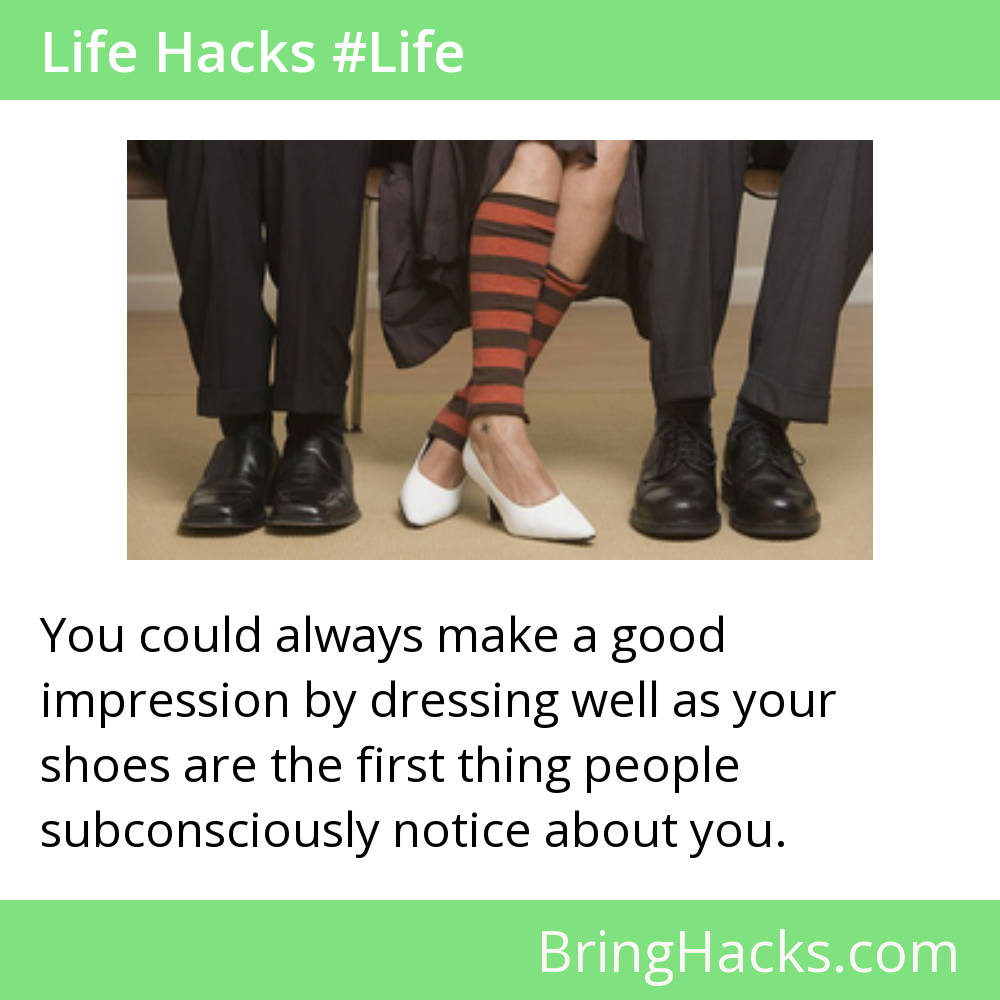 Life Hacks #Life
You could always make a good
impression by dressing well as your
shoes are the first thing people
subconsciously notice about you.
BringHacks.com